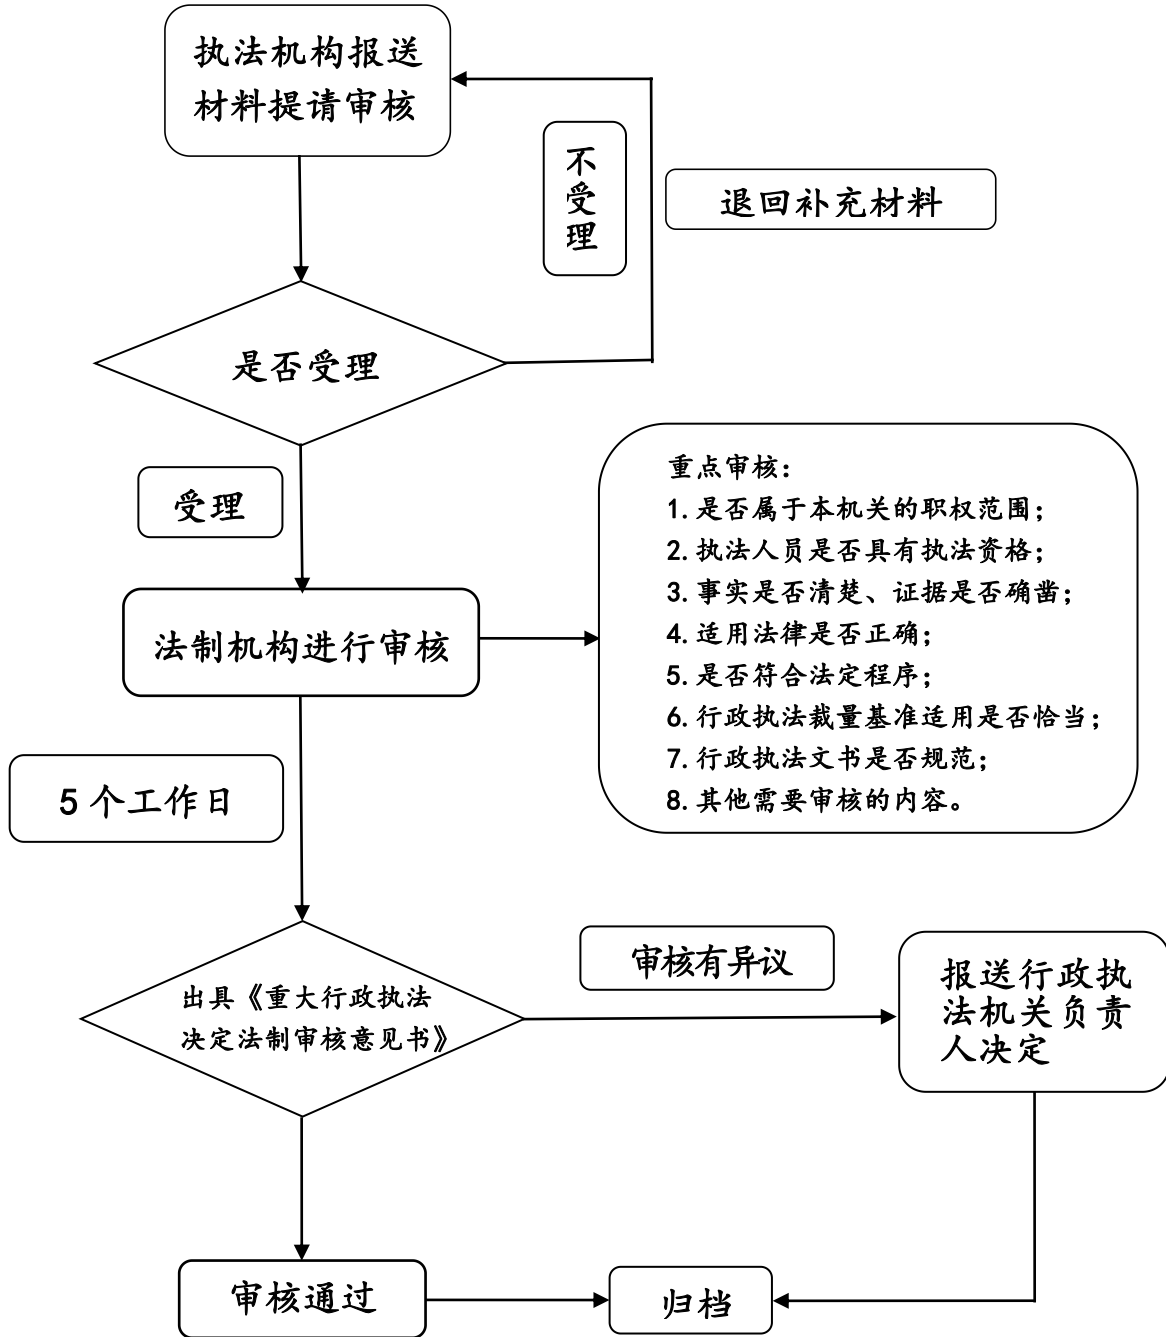 执法机构报送
材料提请审核
不
受
理
退回补充材料
是否受理
受理
重点审核：
1.是否属于本机关的职权范围；
2.执法人员是否具有执法资格；
3.事实是否清楚、证据是否确凿；
4.适用法律是否正确；
5.是否符合法定程序；
6.行政执法裁量基准适用是否恰当；
7.行政执法文书是否规范；
8.其他需要审核的内容。
法制机构进行审核
5个工作日
审核有异议
报送行政执
法机关负责
人决定
出具《重大行政执法
决定法制审核意见书》
审核通过
归档